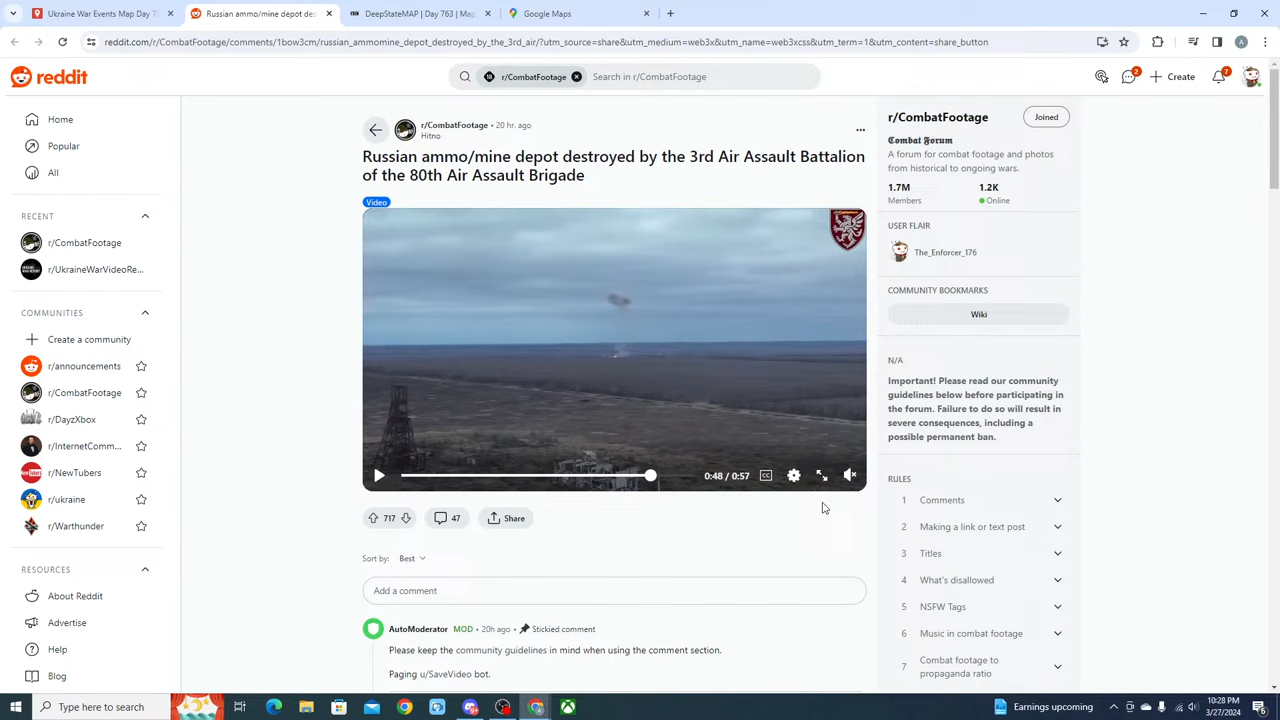 Ukraine War Events Map Day 7
Russian ammo/mine depot dest
DeepStateMAP | Day 763 | Map
Google Maps
reddit.com/r/CombatFootage/comments/1bow3cm/russian_ammomine_depot_destroyed_by_the_3rd_air/?utm_source=share&utm_medium=web3x&utm_name=web3xcss&utm_term=1&utm_content=share_button
reddit
r/CombatFootage
Search in r/CombatFootage
2
Create
7
Home
Popular
All
RECENT
r/CombatFootage
r/UkraineWarVideoRe...
COMMUNITIES
Create a community
r/announcements
r/CombatFootage
r/DayzXbox
r/InternetComm...
r/NewTubers
r/ukraine
r/Warthunder
RESOURCES
About Reddit
Advertise
Help
Blog
r/CombatFootage • 20 hr. ago
Hitno
Russian ammo/mine depot destroyed by the 3rd Air Assault Battalion
of the 80th Air Assault Brigade
Video
0:48 / 0:57
717
47
Share
Sort by:
Best
Add a comment
AutoModerator MOD • 20h ago • Stickied comment
Please keep the community guidelines in mind when using the comment section.
Paging u/SaveVideo bot.
r/CombatFootage
Joined
Combat Forum
A forum for combat footage and photos
from historical to ongoing wars.
1.7M
1.2K
Members
Online
USER FLAIR
The_Enforcer_176
COMMUNITY BOOKMARKS
Wiki
N/A
Important! Please read our community
guidelines below before participating in
the forum. Failure to do so will result in
severe consequences, including a
possible permanent ban.
RULES
1 Comments
2 Making a link or text post
3 Titles
4 What's disallowed
5 NSFW Tags
6 Music in combat footage
7 Combat footage to
propaganda ratio
Type here to search
Earnings upcoming
10:28 PM
3/27/2024